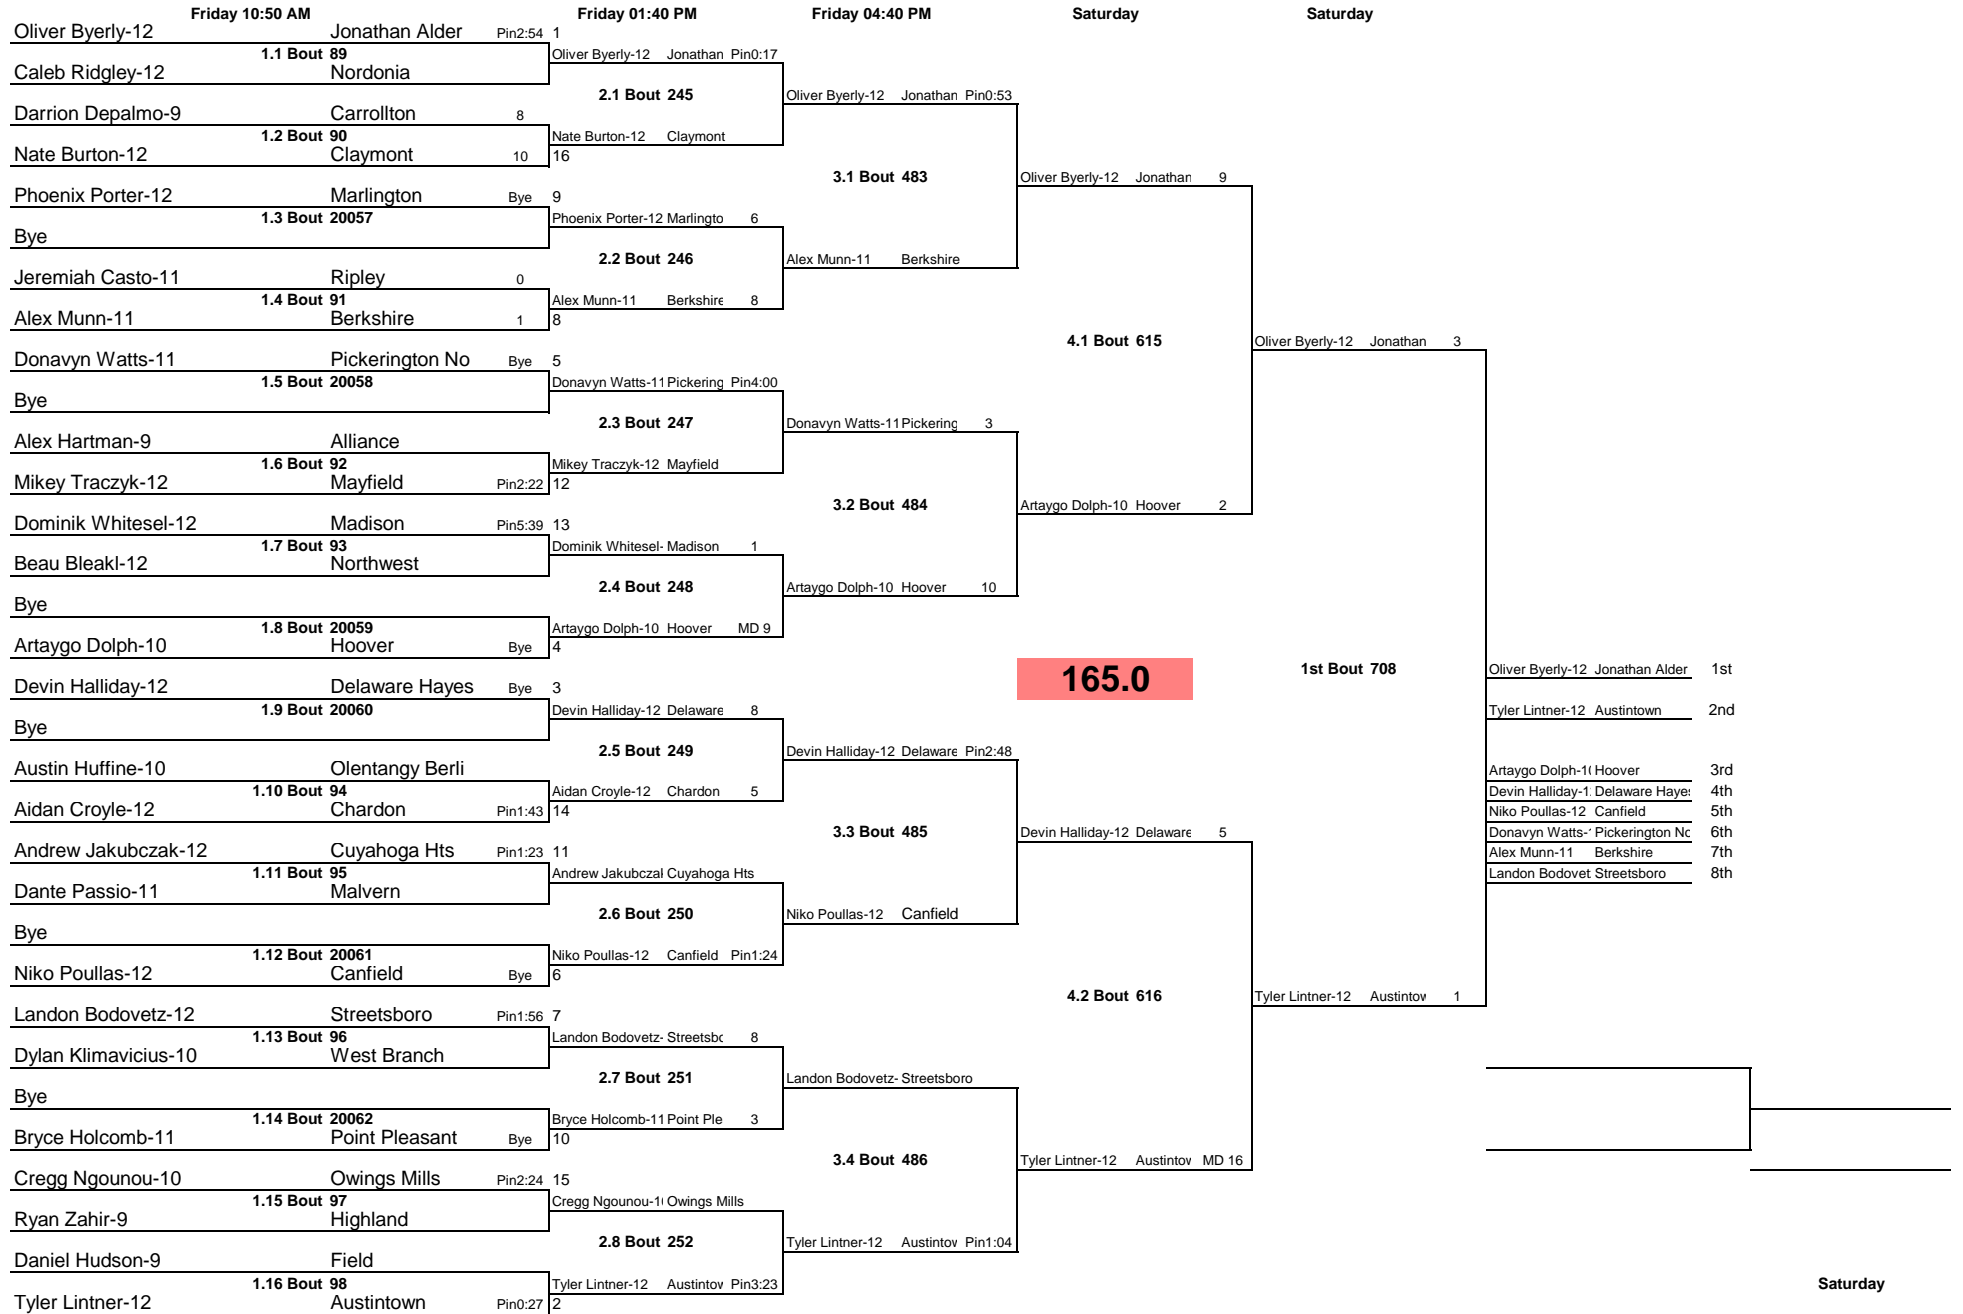 Friday 10:50 AM Friday 01:40 PM Friday 04:40 PM Saturday Saturday
Oliver Byerly-12 Jonathan Alder Pin2:54 1
1.1 Bout 89 Oliver Byerly-12 Jonathan Pin0:17
Caleb Ridgley-12 Nordonia
2.1 Bout 245 Oliver Byerly-12 Jonathan Pin0:53
Darrion Depalmo-9 Carrollton 8
1.2 Bout 90 Nate Burton-12 Claymont
Nate Burton-12 Claymont 10 16
3.1 Bout 483 Oliver Byerly-12 Jonathan 9
Phoenix Porter-12 Marlington Bye 9
1.3 Bout 20057 Phoenix Porter-12 Marlingto 6
Bye
2.2 Bout 246 Alex Munn-11 Berkshire
Jeremiah Casto-11 Ripley 0
1.4 Bout 91 Alex Munn-11 Berkshire 8
Alex Munn-11 Berkshire 1 8
4.1 Bout 615 Oliver Byerly-12 Jonathan 3
Donavyn Watts-11 Pickerington No Bye 5
1.5 Bout 20058 Donavyn Watts-11 Pickering Pin4:00
Bye
2.3 Bout 247 Donavyn Watts-11 Pickering 3
Alex Hartman-9 Alliance
1.6 Bout 92 Mikey Traczyk-12 Mayfield
Mikey Traczyk-12 Mayfield Pin2:22 12
3.2 Bout 484 Artaygo Dolph-10 Hoover 2
Dominik Whitesel-12 Madison Pin5:39 13
1.7 Bout 93 Dominik Whitesel- Madison 1
Beau Bleakl-12 Northwest
2.4 Bout 248 Artaygo Dolph-10 Hoover 10
Bye
1.8 Bout 20059 Artaygo Dolph-10 Hoover MD 9
Artaygo Dolph-10 Hoover Bye 4
165.0 1st Bout 708 Oliver Byerly-12 Jonathan Alder 1st
Devin Halliday-12 Delaware Hayes Bye 3
1.9 Bout 20060 Devin Halliday-12 Delaware 8 Tyler Lintner-12 Austintown 2nd
Bye
2.5 Bout 249 Devin Halliday-12 Delaware Pin2:48
Austin Huffine-10 Olentangy Berli Artaygo Dolph-1 Hoover 3rd
1.10 Bout 94 Aidan Croyle-12 Chardon 5 Devin Halliday-1 Delaware Hayes 4th
Aidan Croyle-12 Chardon Pin1:43 14 Niko Poullas-12 Canfield 5th
3.3 Bout 485 Devin Halliday-12 Delaware 5 Donavyn Watts- Pickerington No 6th
Andrew Jakubczak-12 Cuyahoga Hts Pin1:23 11 Alex Munn-11 Berkshire 7th
1.11 Bout 95 Andrew Jakubczal Cuyahoga Hts Landon Bodovet Streetsboro 8th
Dante Passio-11 Malvern
2.6 Bout 250 Niko Poullas-12 Canfield
Bye
1.12 Bout 20061 Niko Poullas-12 Canfield Pin1:24
Niko Poullas-12 Canfield Bye 6
4.2 Bout 616 Tyler Lintner-12 Austintow 1
Landon Bodovetz-12 Streetsboro Pin1:56 7
1.13 Bout 96 Landon Bodovetz- Streetsbo 8
Dylan Klimavicius-10 West Branch
2.7 Bout 251 Landon Bodovetz- Streetsboro
Bye
1.14 Bout 20062 Bryce Holcomb-11 Point Ple 3
Bryce Holcomb-11 Point Pleasant Bye 10
3.4 Bout 486 Tyler Lintner-12 Austintow MD 16
Cregg Ngounou-10 Owings Mills Pin2:24 15
1.15 Bout 97 Cregg Ngounou-1 Owings Mills
Ryan Zahir-9 Highland
2.8 Bout 252 Tyler Lintner-12 Austintow Pin1:04
Daniel Hudson-9 Field
1.16 Bout 98 Tyler Lintner-12 Austintow Pin3:23 Saturday
Tyler Lintner-12 Austintown Pin0:27 2